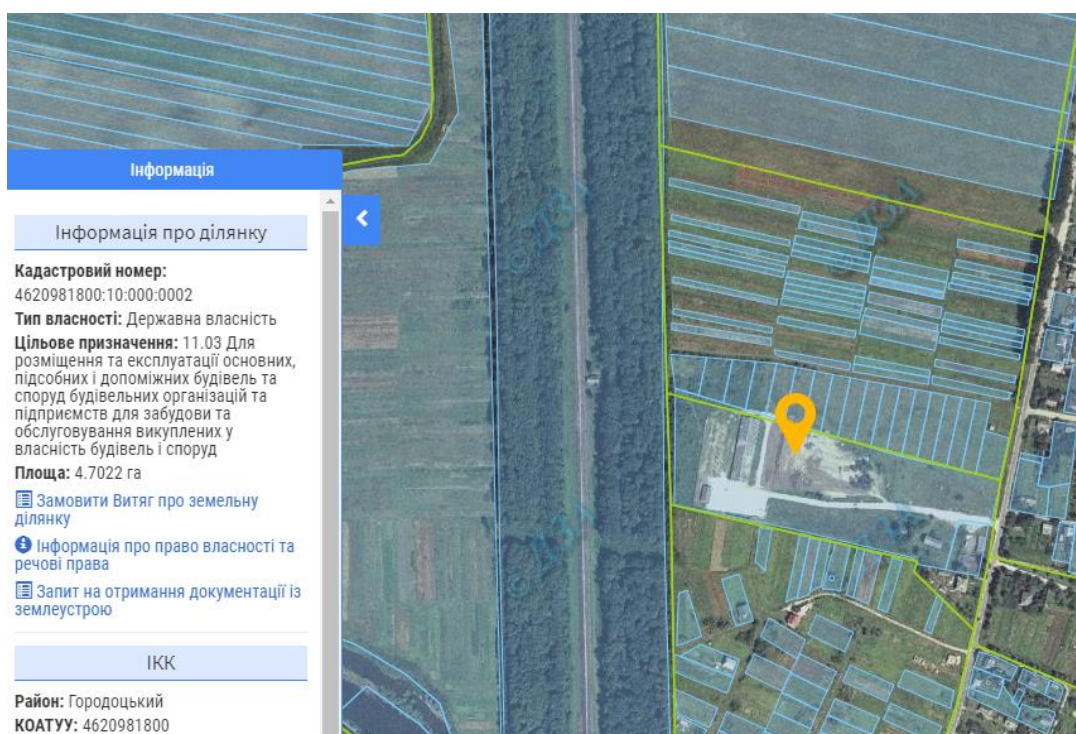 Інформація
Інформація про ділянку
Кадастровий номер:
4620981800:10:000:0002
Тип власності: Державна власність
Цільове призначення: 11.03 Для
розміщення та експлуатації основних,
підсобних і допоміжних будівель та
споруд будівельних організацій та
підприємств для забудови та
обслуговування викуплених у
власність будівель і споруд
Площа: 4.7022 га
Замовити Витяг про земельну
ділянку
Інформація про право власності та
речові права
Запит на отримання документації із
землеустрою
ІКК
Район: Городоцький
КОАТУУ: 4620981800